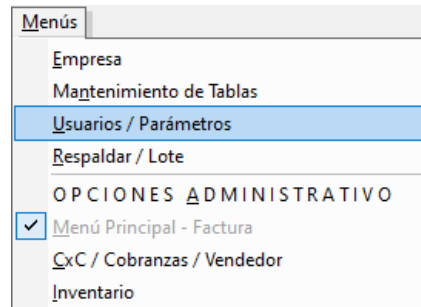 Menús
Empresa
Mantenimiento de Tablas
Usuarios / Parámetros
Respaldar / Lote
O P C I O N E S   A D M I N I S T R A T I V O
Menú Principal - Factura
CxC / Cobranzas / Vendedor
Inventario